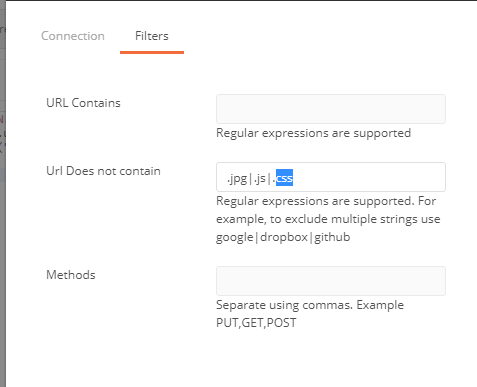 Connection Filters
URL Contains
Regular expressions are supported
Url Does not contain .jpg|.js|.css
Regular expressions are supported. For
example, to exclude multiple strings use
google|dropbox|github
Methods
Separate using commas. Example
PUT,GET,POST